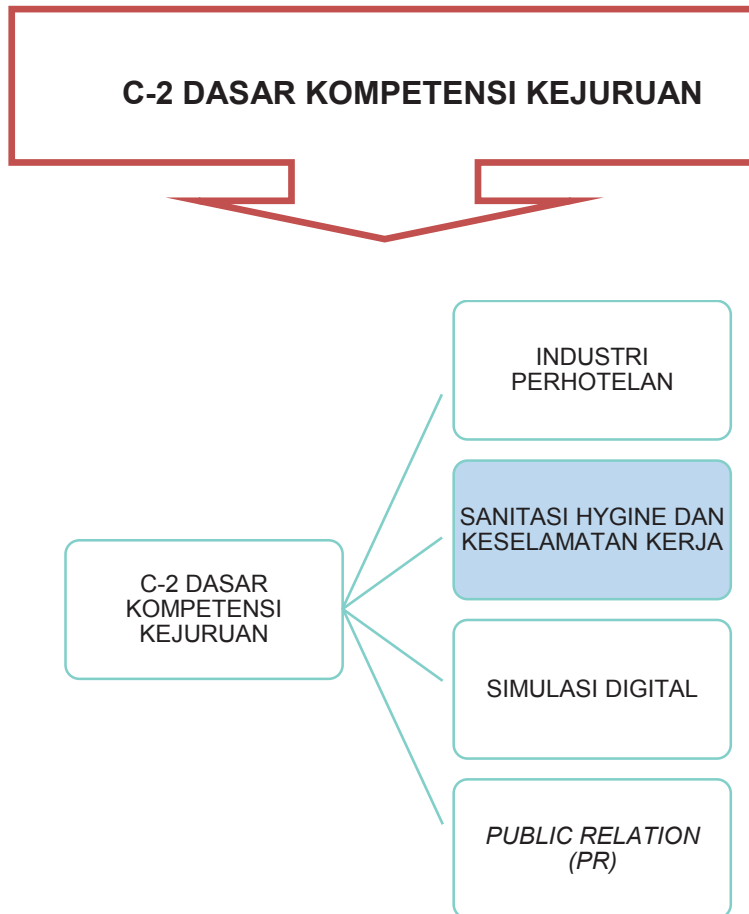 C-2 DASAR KOMPETENSI KEJURUAN
INDUSTRI
PERHOTELAN
SANITASI HYGINE DAN
KESELAMATAN KERJA
C-2 DASAR
KOMPETENSI
KEJURUAN
SIMULASI DIGITAL
PUBLIC RELATION
(PR)